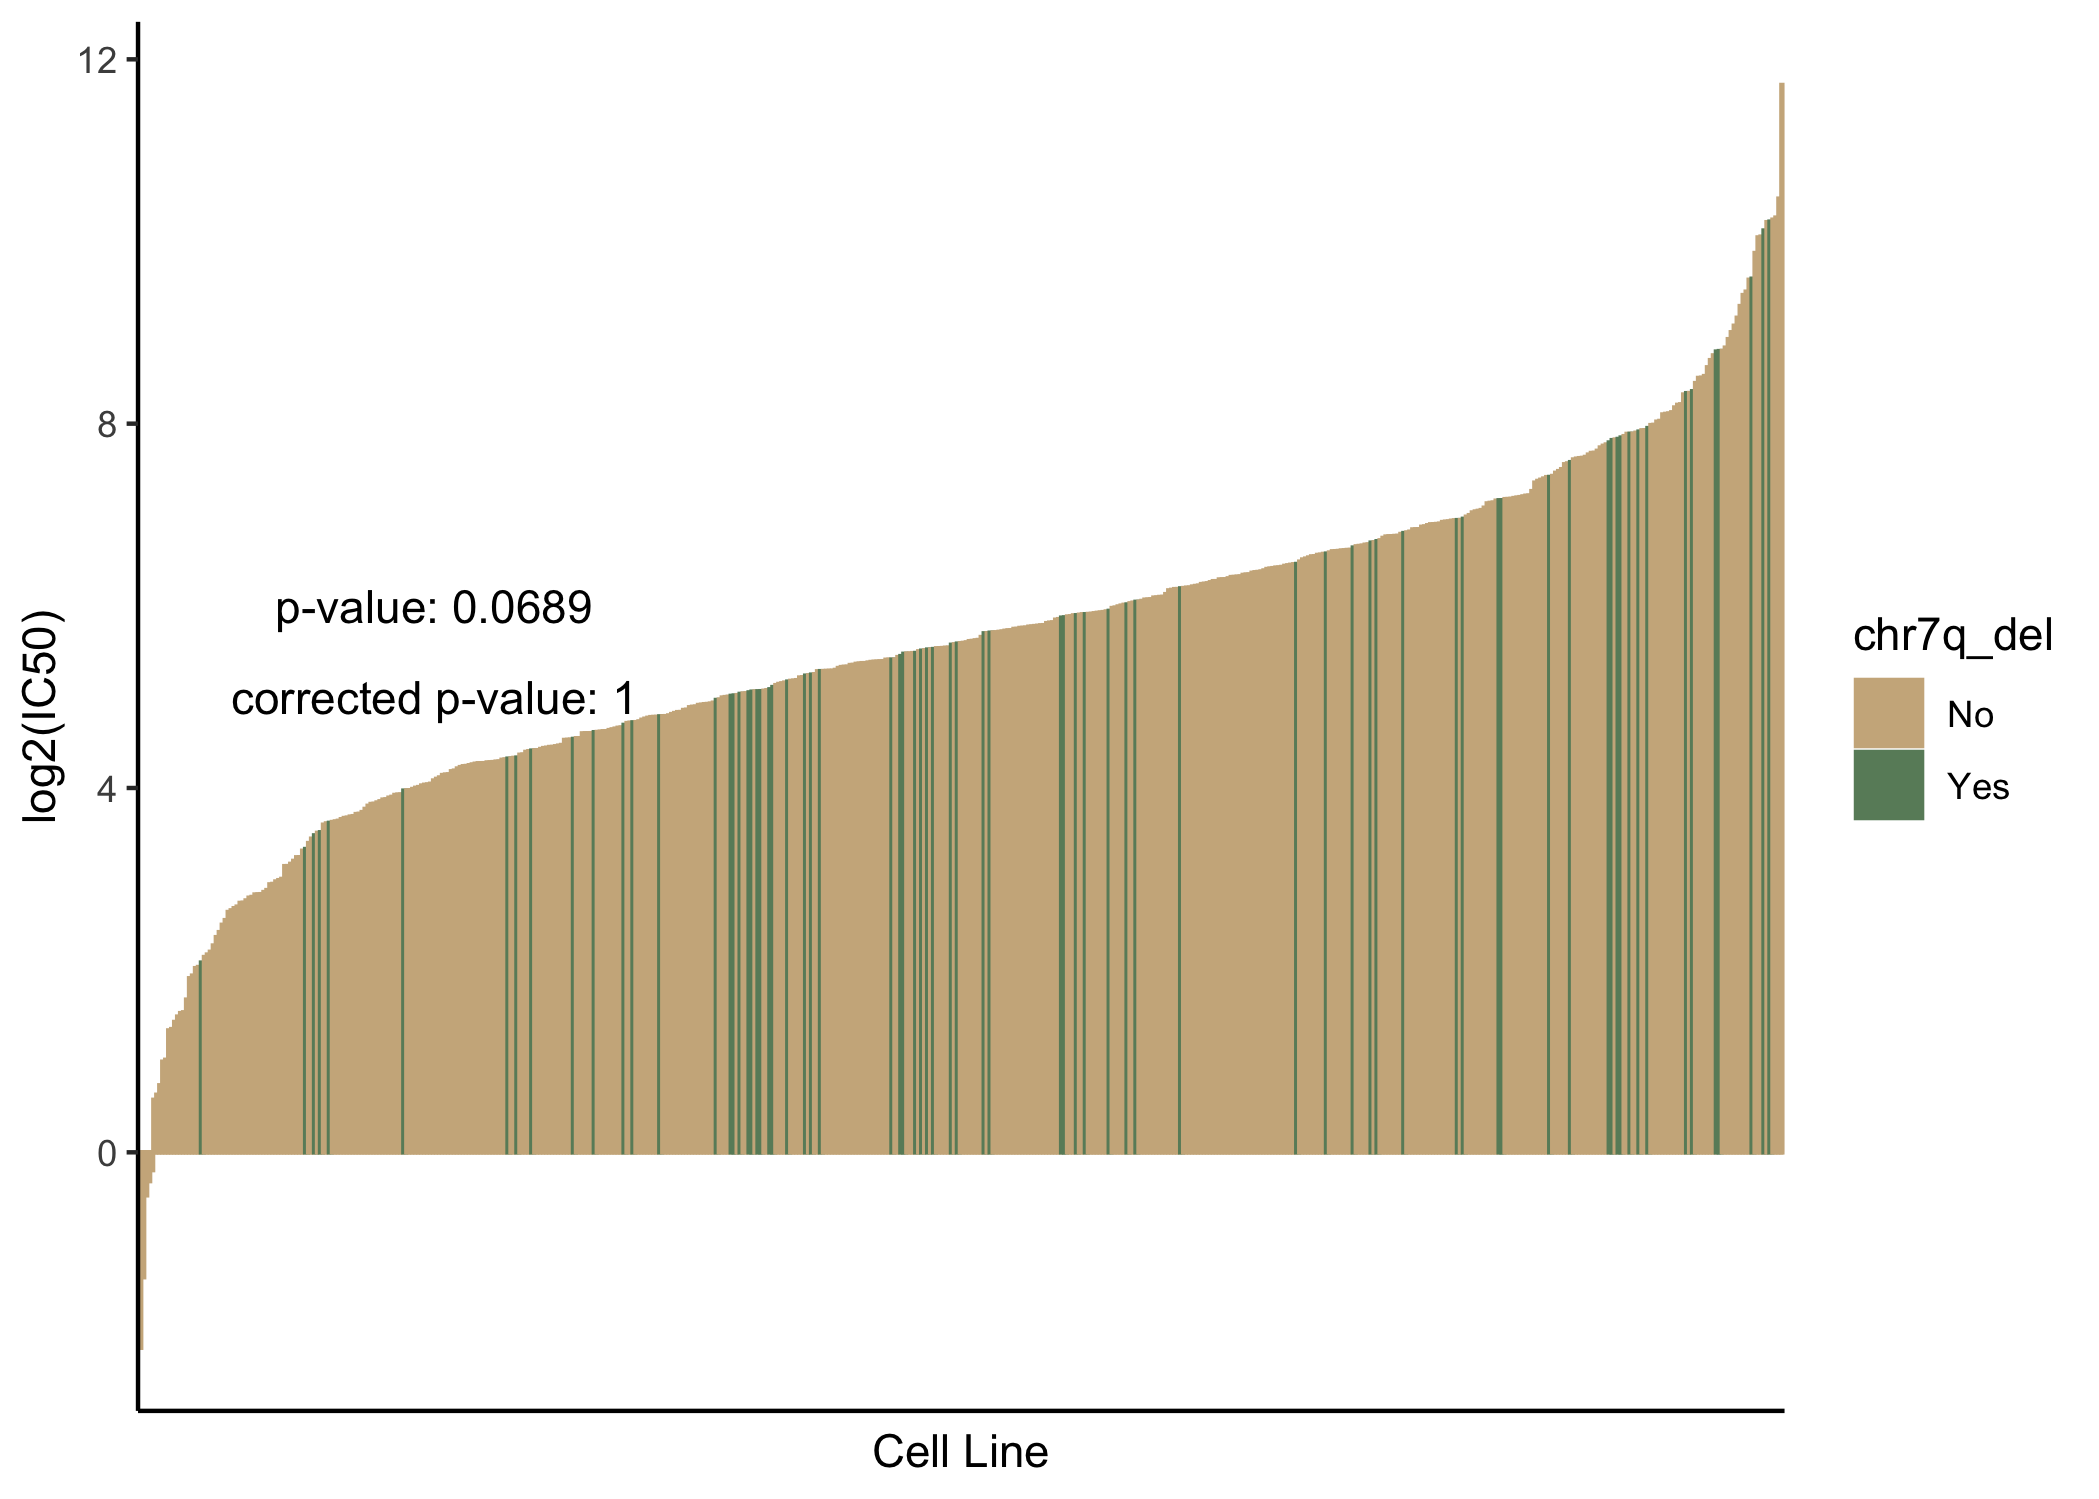 12
8
4
0
log2(IC50)
p-value: 0.0689
corrected p-value: 1
Cell Line
chr7q_del
No
Yes